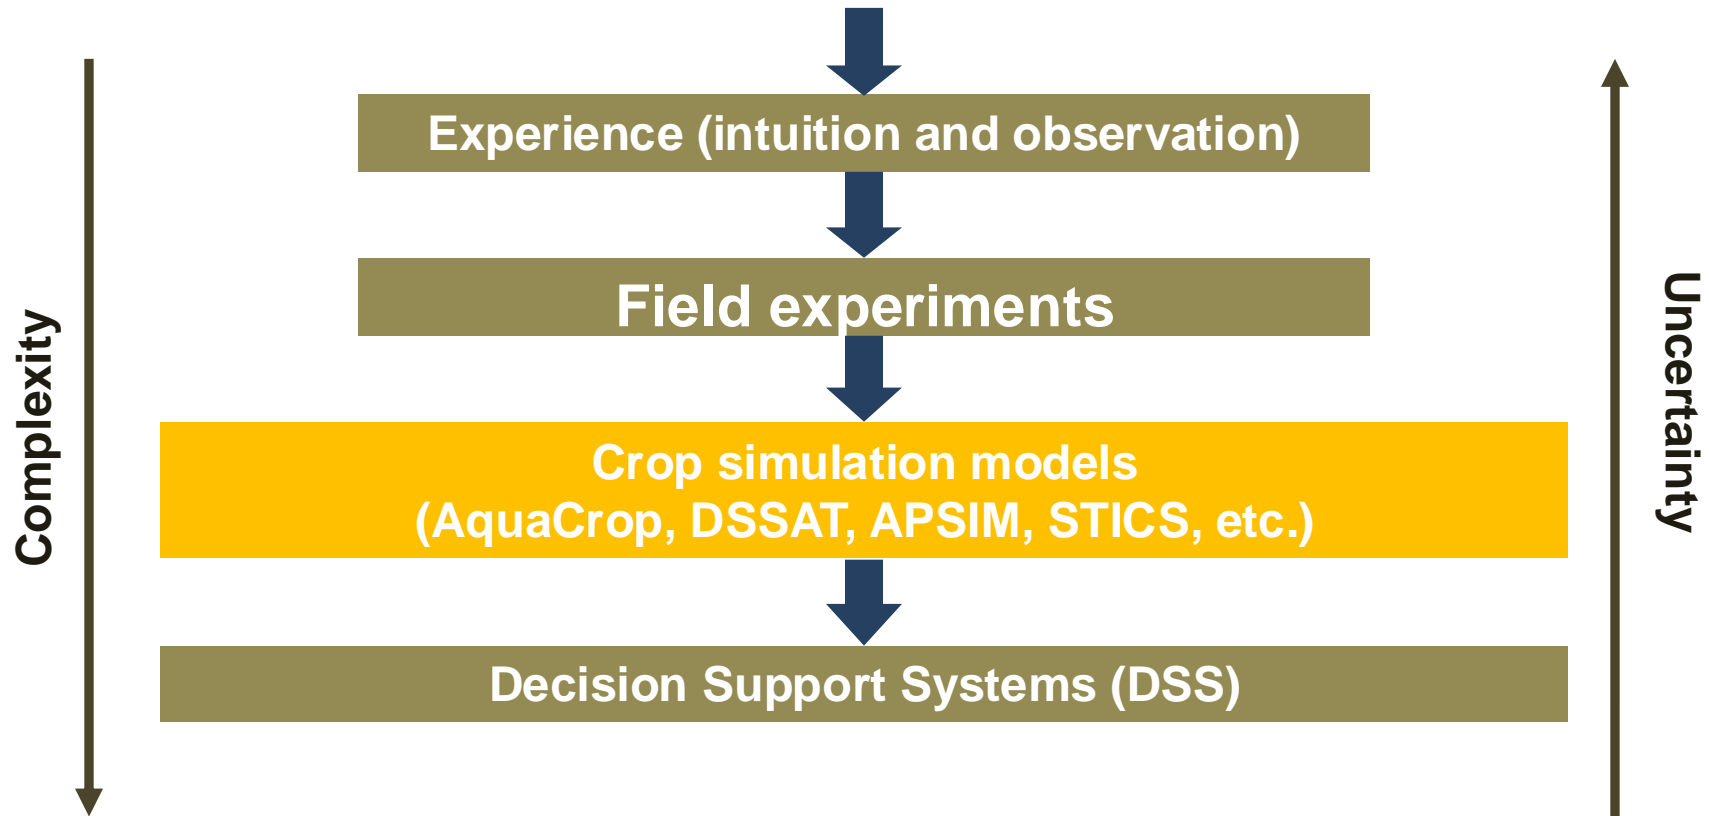 Experience (intuition and observation)
Field experiments
Crop simulation models
(AquaCrop, DSSAT, APSIM, STICS, etc.)
Decision Support Systems (DSS)
Complexity
Uncertainty